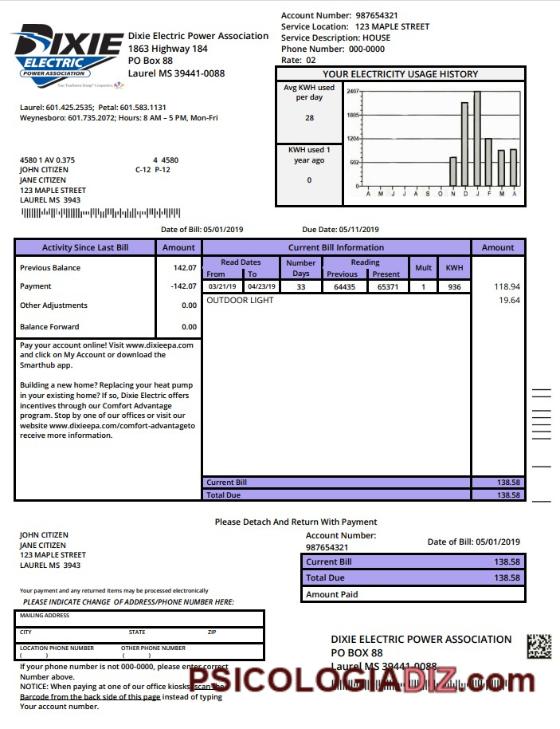 DIXIE
ELECTRIC
POWER ASSOCIATION
Dixie Electric Power Association
1863 Highway 184
PO Box 88
Laurel MS 39441-0088
Account Number: 987654321
Service Location: 123 MAPLE STREET
Service Description: HOUSE
Phone Number: 000-0000
Rate: 02
Laurel: 601.425.2535; Petal: 601.583.1131
Weynesboro: 601.735.2072; Hours: 8 AM – 5 PM, Mon-Fri
YOUR ELECTRICITY USAGE HISTORY
Avg KWH used
per day
28
KWH used 1
year ago
0
2407
1805
1204
602
0
A M J J A S O N D J F M A
4580 1 AV 0.375 4 4580
JOHN CITIZEN C-12 P-12
JANE CITIZEN
123 MAPLE STREET
LAUREL MS 3943
Date of Bill: 05/01/2019 Due Date: 05/11/2019
Activity Since Last Bill Amount
Previous Balance 142.07
Payment -142.07
Other Adjustments 0.00
Balance Forward 0.00
Pay your account online! Visit www.dixieepa.com
and click on My Account or download the
Smarthub app.
Building a new home? Replacing your heat pump
in your existing home? If so, Dixie Electric offers
incentives through our Comfort Advantage
program. Stop by one of our offices or visit our
website www.dixieepa.com/comfort-advantageto
receive more information.
Current Bill Information Amount
Read Dates Number Reading Mult KWH
From To Days Previous Present
03/21/19 04/23/19 33 64435 65371 1 936 118.94
OUTDOOR LIGHT 19.64
Current Bill 138.58
Total Due 138.58
Please Detach And Return With Payment
JOHN CITIZEN
JANE CITIZEN
123 MAPLE STREET
LAUREL MS 3943
Account Number:
987654321
Date of Bill: 05/01/2019
Current Bill 138.58
Total Due 138.58
Amount Paid
Your payment and any returned items may be processed electronically
PLEASE INDICATE CHANGE OF ADDRESS/PHONE NUMBER HERE:
MAILING ADDRESS
CITY STATE ZIP
LOCATION PHONE NUMBER OTHER PHONE NUMBER
( ) ( )
If your phone number is not 000-0000, please enter correct
Number above.
NOTICE: When paying at one of our office kiosks, scan the
Barcode from the back side of this page instead of typing
Your account number.
DIXIE ELECTRIC POWER ASSOCIATION
PO BOX 88
Laurel MS 39441-0088
PSICOLOGIADIZ.com